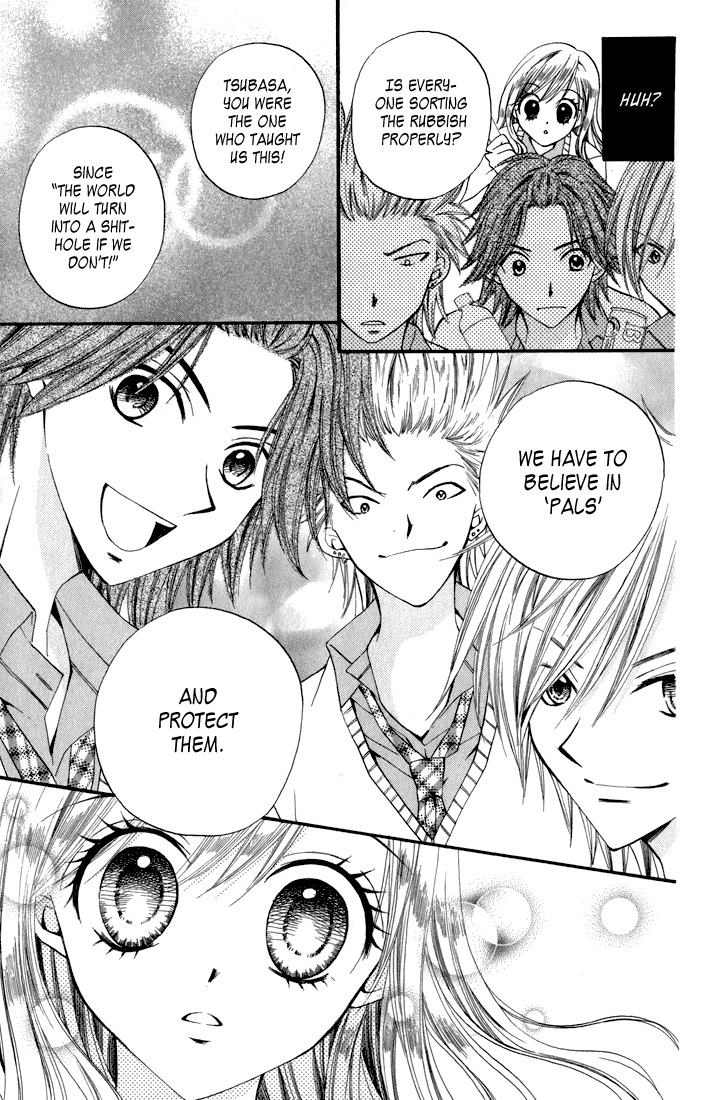 HUH?
IS EVERY-
ONE SORTING
THE RUBBISH
PROPERLY?
TSUBASA,
YOU WERE
THE ONE
WHO TAUGHT
US THIS!
SINCE
"THE WORLD
WILL TURN
INTO A SHIT-
HOLE IF WE
DON'T!"
WE HAVE TO
BELIEVE IN
'PALS'
AND
PROTECT
THEM.